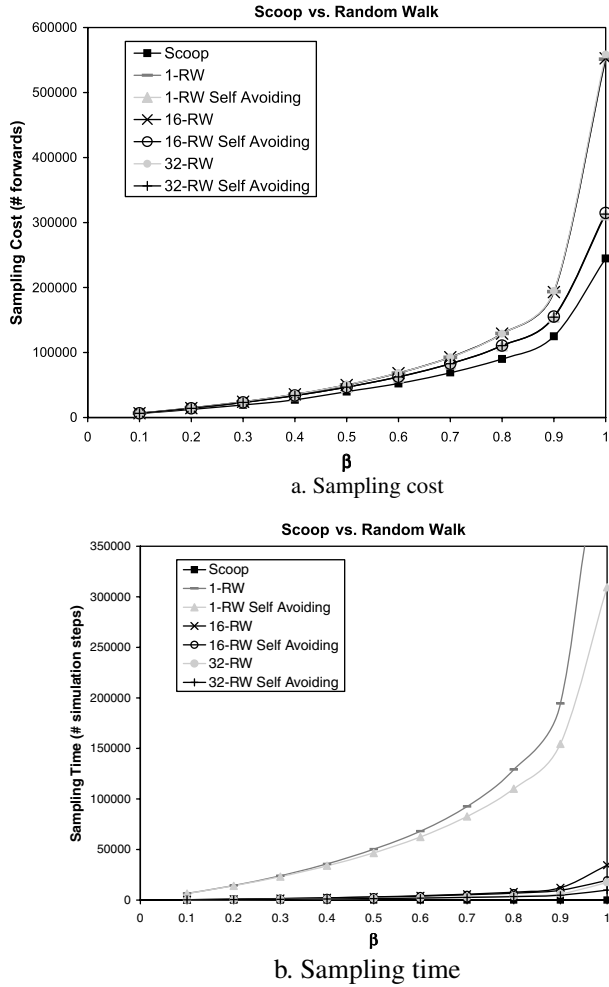 Scoop vs. Random Walk
600000
500000
400000
300000
200000
100000
0
Sampling Cost (# forwards)
Scoop
1-RW
1-RW Self Avoiding
16-RW
16-RW Self Avoiding
32-RW
32-RW Self Avoiding
0 0.1 0.2 0.3 0.4 0.5 0.6 0.7 0.8 0.9 1
β
a. Sampling cost
Scoop vs. Random Walk
350000
300000
250000
200000
150000
100000
50000
0
Sampling Time (# simulation steps)
Scoop
1-RW
1-RW Self Avoiding
16-RW
16-RW Self Avoiding
32-RW
32-RW Self Avoiding
0 0.1 0.2 0.3 0.4 0.5 0.6 0.7 0.8 0.9 1
β
b. Sampling time